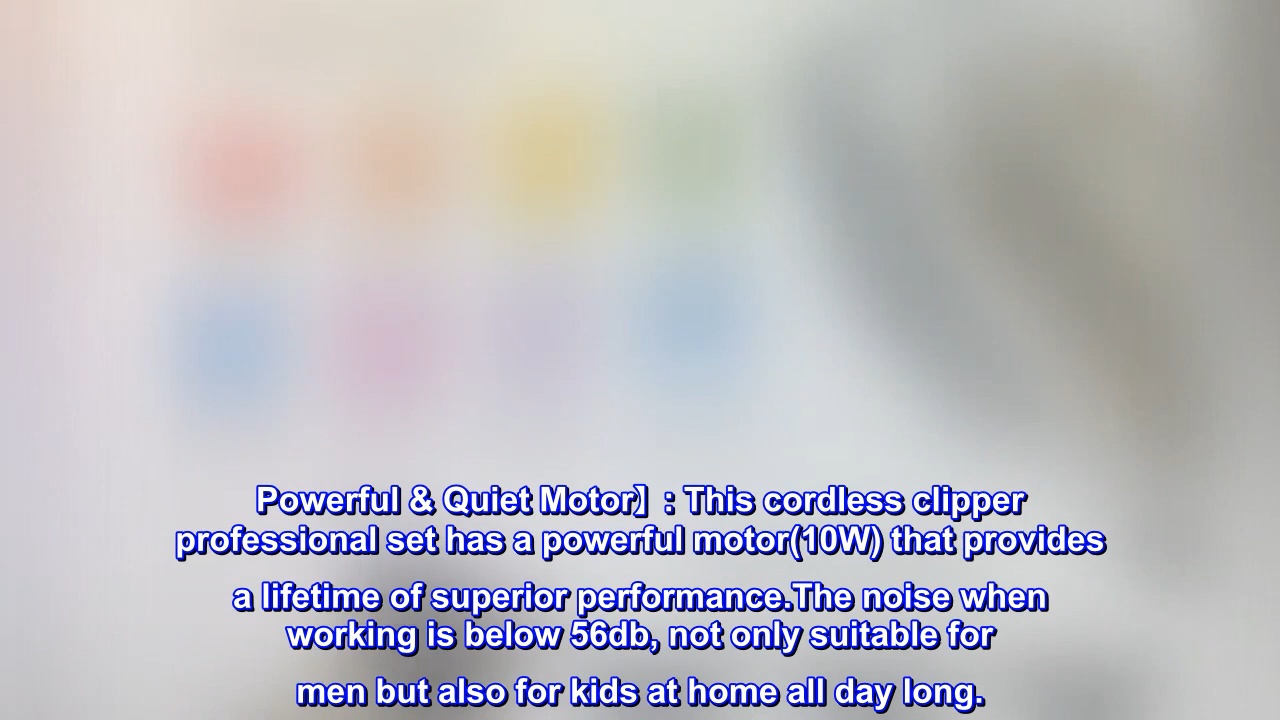 Powerful & Quiet Motor】: This cordless clipper
professional set has a powerful motor(10W) that provides
a lifetime of superior performance.The noise when
working is below 56db, not only suitable for
men but also for kids at home all day long.